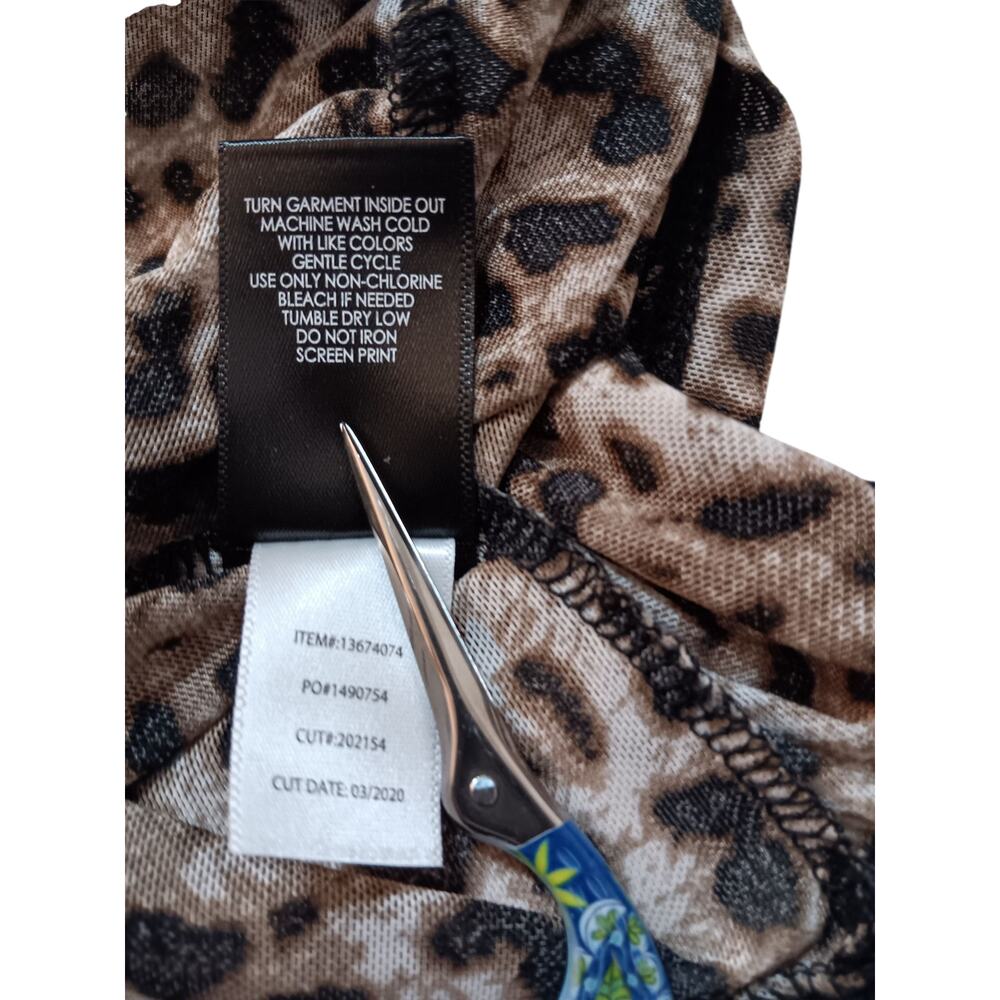 TURN GARMENT INSIDE OUT
MACHINE WASH COLD
WITH LIKE COLORS
GENTLE CYCLE
USE ONLY NON-CHLORINE
BLEACH IF NEEDED
TUMBLE DRY LOW
DO NOT IRON
SCREEN PRINT
ITEM#:13674074
PO#1490754
CUT#:202154
CUT DATE: 03/2020